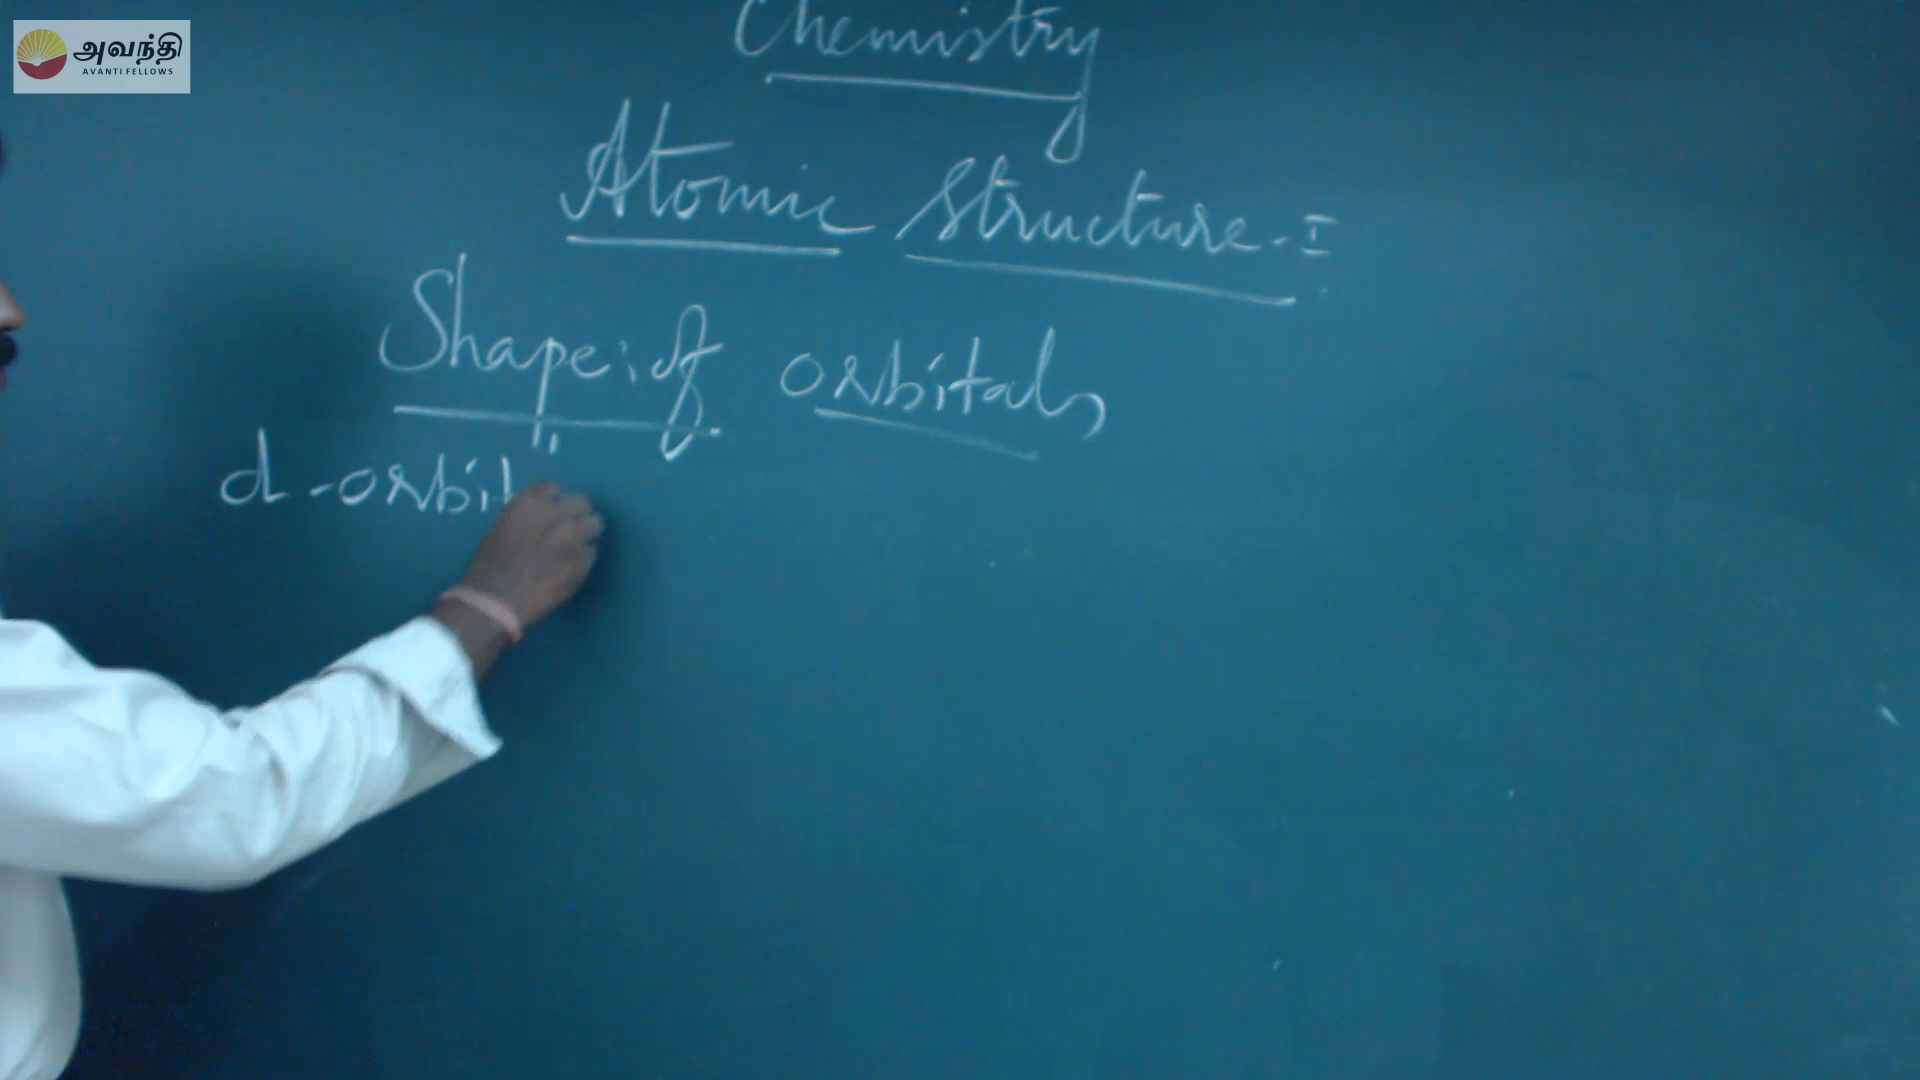 அவந்தி
AVANTI FELLOWS
Chemistry
Atomic Structure-I
Shape of orbitals
d-orbit